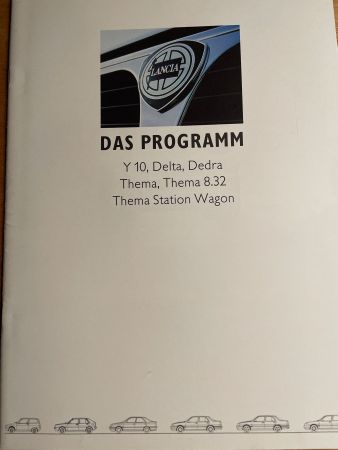 LANCIA
DAS PROGRAMM
Y 10, Delta, Dedra
Thema, Thema 8.32
Thema Station Wagon